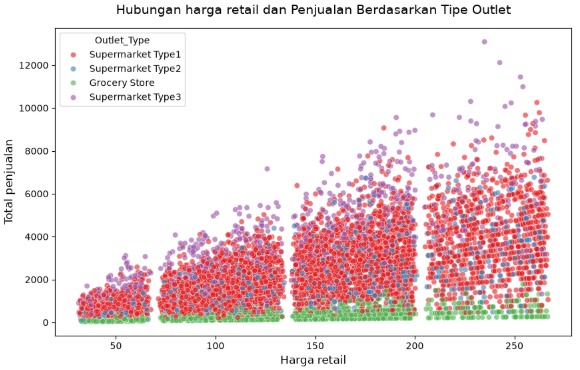 Hubungan harga retail dan Penjualan Berdasarkan Tipe Outlet
Outlet_Type
Supermarket Type1
Supermarket Type2
Grocery Store
Supermarket Type3
Total penjualan
12000
10000
8000
6000
4000
2000
0
50
100
150
200
250
Harga retail